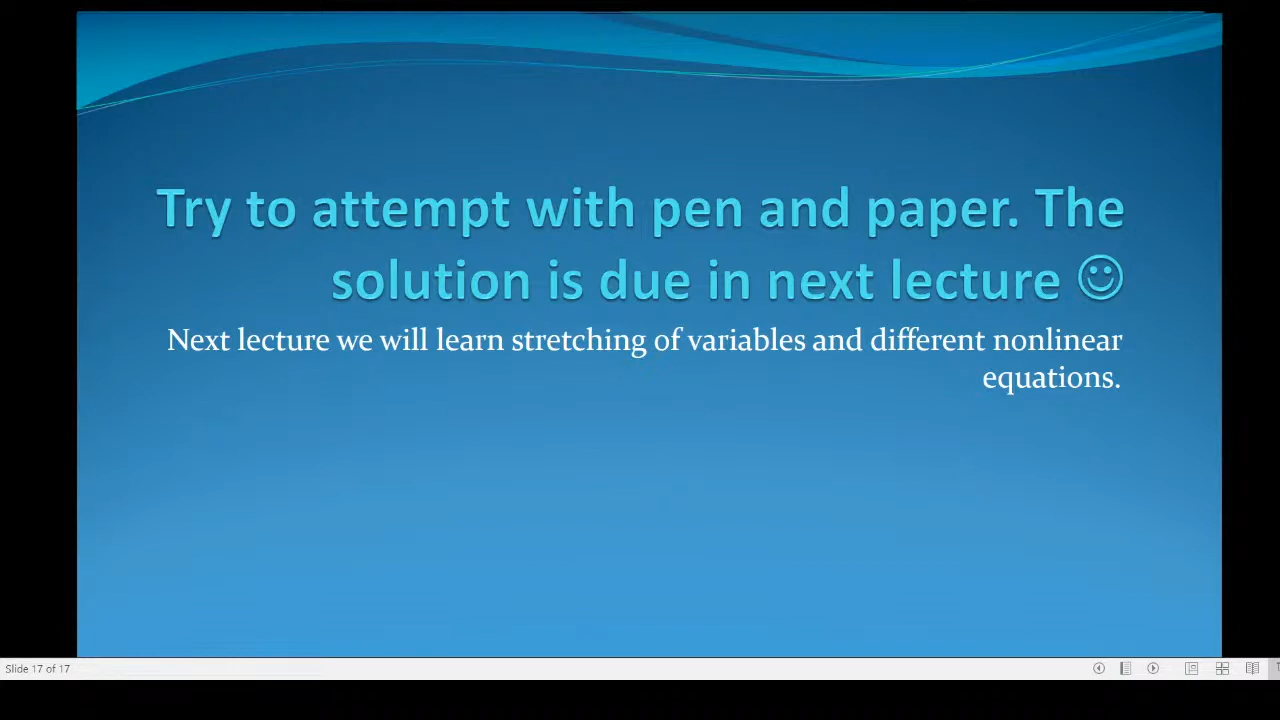 Try to attempt with pen and paper. The
solution is due in next lecture ☺
Next lecture we will learn stretching of variables and different nonlinear
equations.
Slide 17 of 17